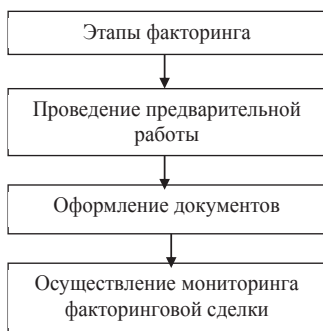 Этапы факторинга
Проведение предварительной
работы
Оформление документов
Осуществление мониторинга
факторинговой сделки